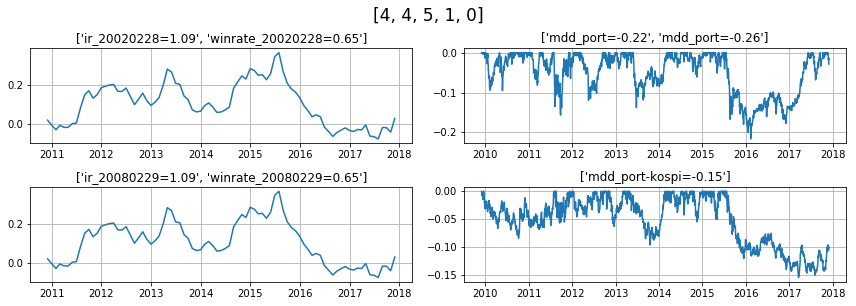 [4, 4, 5, 1, 0]
['ir_20020228=1.09', 'winrate_20020228=0.65']
0.2
0.0
2011 2012 2013 2014 2015 2016 2017 2018
['mdd_port=-0.22', 'mdd_port=-0.26']
0.0
−0.1
−0.2
2010 2011 2012 2013 2014 2015 2016 2017 2018
['ir_20080229=1.09', 'winrate_20080229=0.65']
0.2
0.0
2011 2012 2013 2014 2015 2016 2017 2018
['mdd_port-kospi=-0.15']
0.00
−0.05
−0.10
−0.15
2010 2011 2012 2013 2014 2015 2016 2017 2018